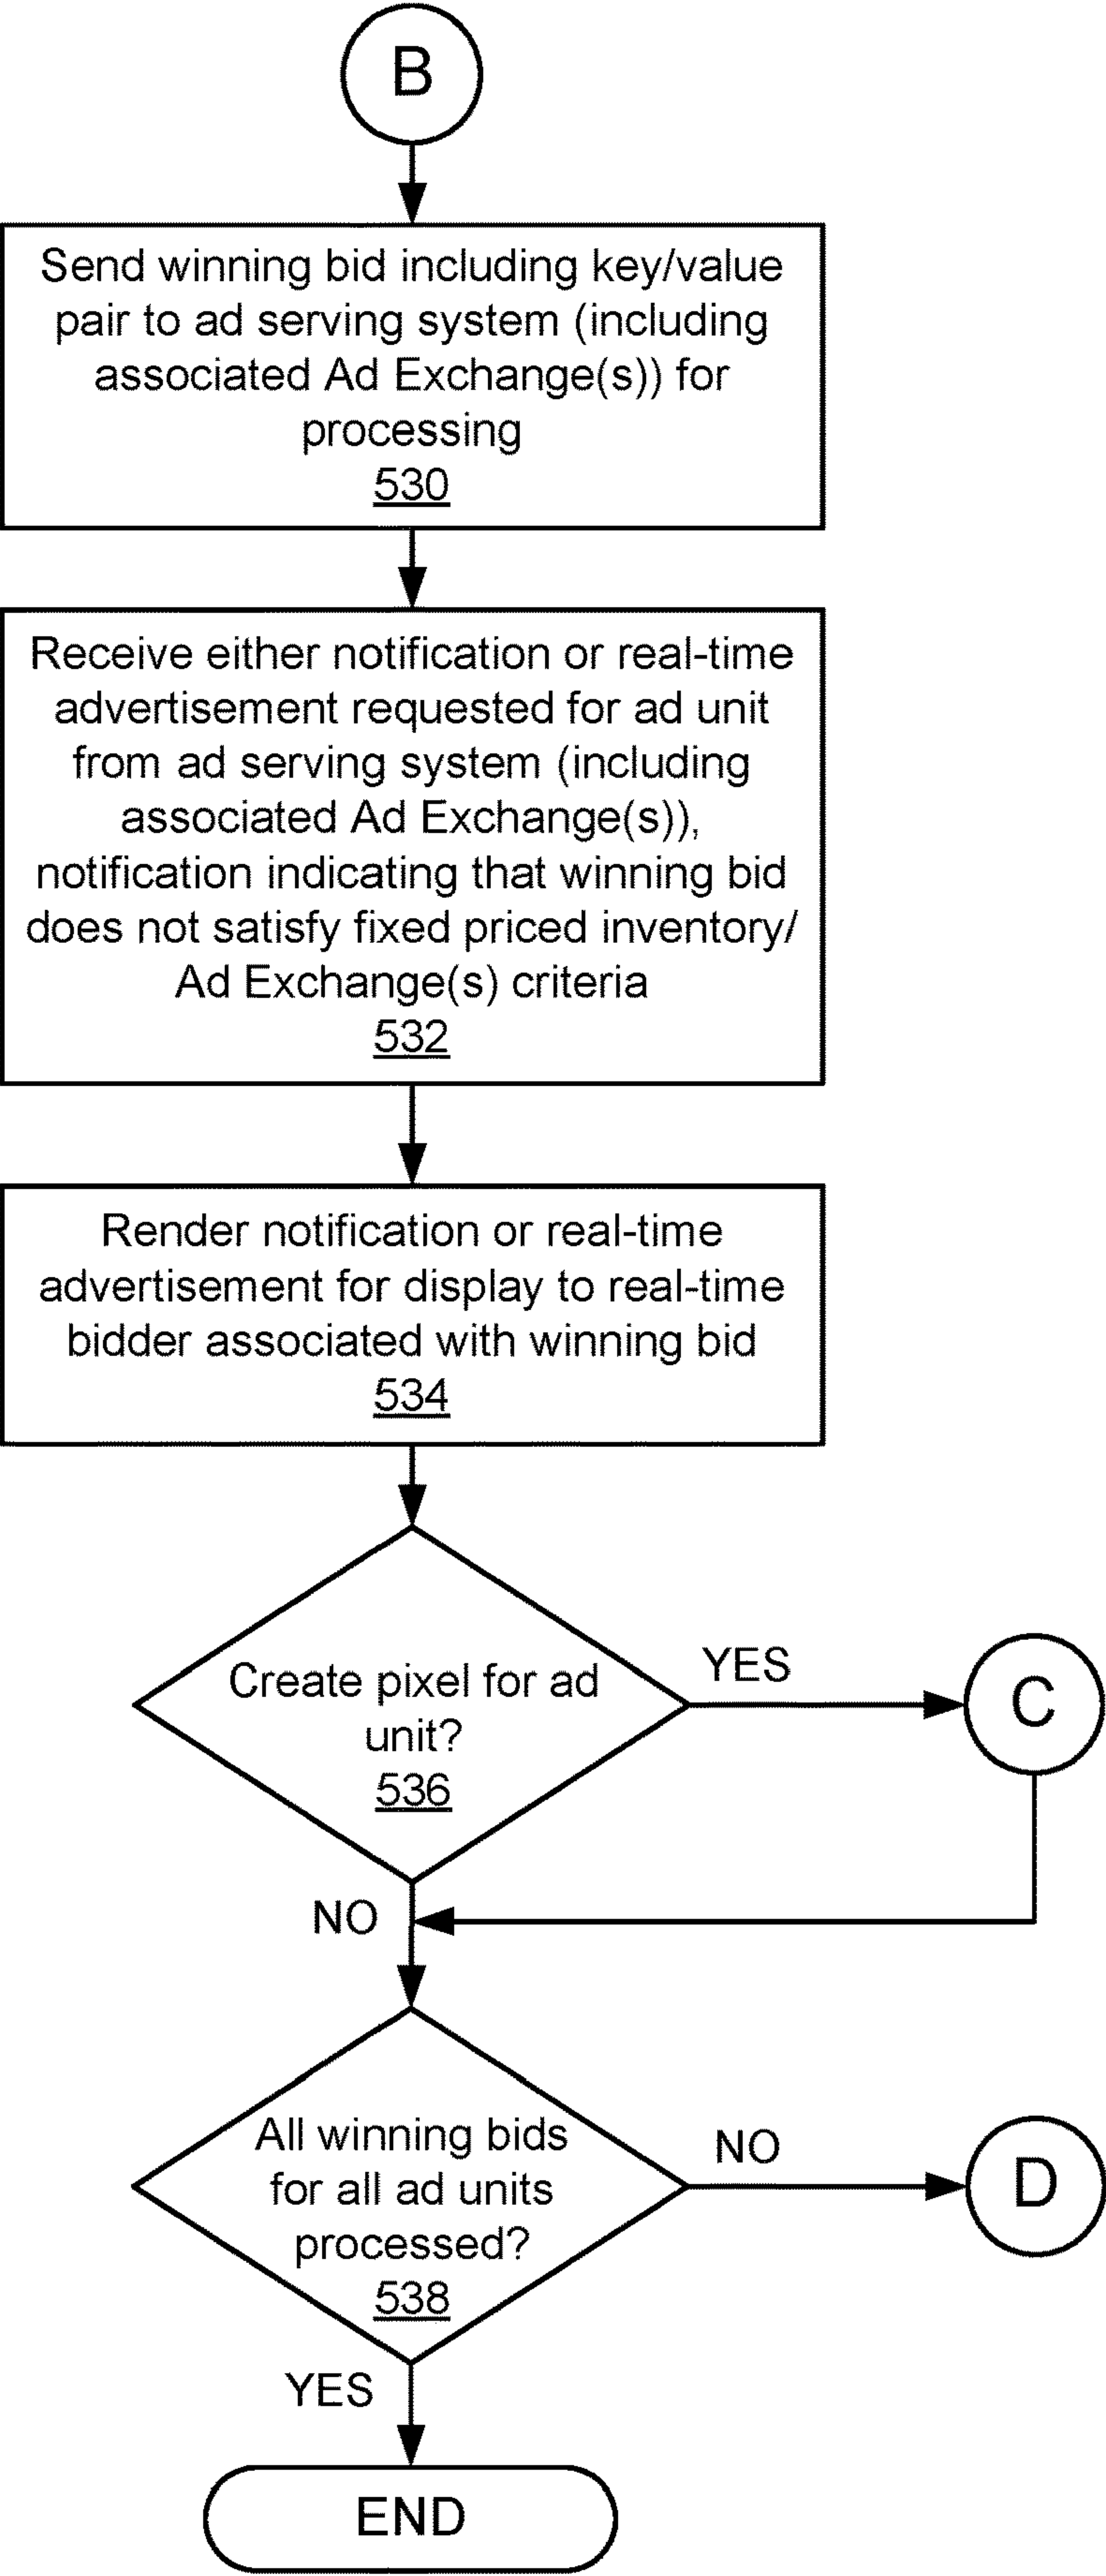 B
Send winning bid including key/value
pair to ad serving system (including
associated Ad Exchange(s)) for
processing
530
Receive either notification or real-time
advertisement requested for ad unit
from ad serving system (including
associated Ad Exchange(s)),
notification indicating that winning bid
does not satisfy fixed priced inventory/
Ad Exchange(s) criteria
532
Render notification or real-time
advertisement for display to real-time
bidder associated with winning bid
534
Create pixel for ad
unit?
536
YES
C
NO
All winning bids
for all ad units
processed?
538
NO
D
YES
END